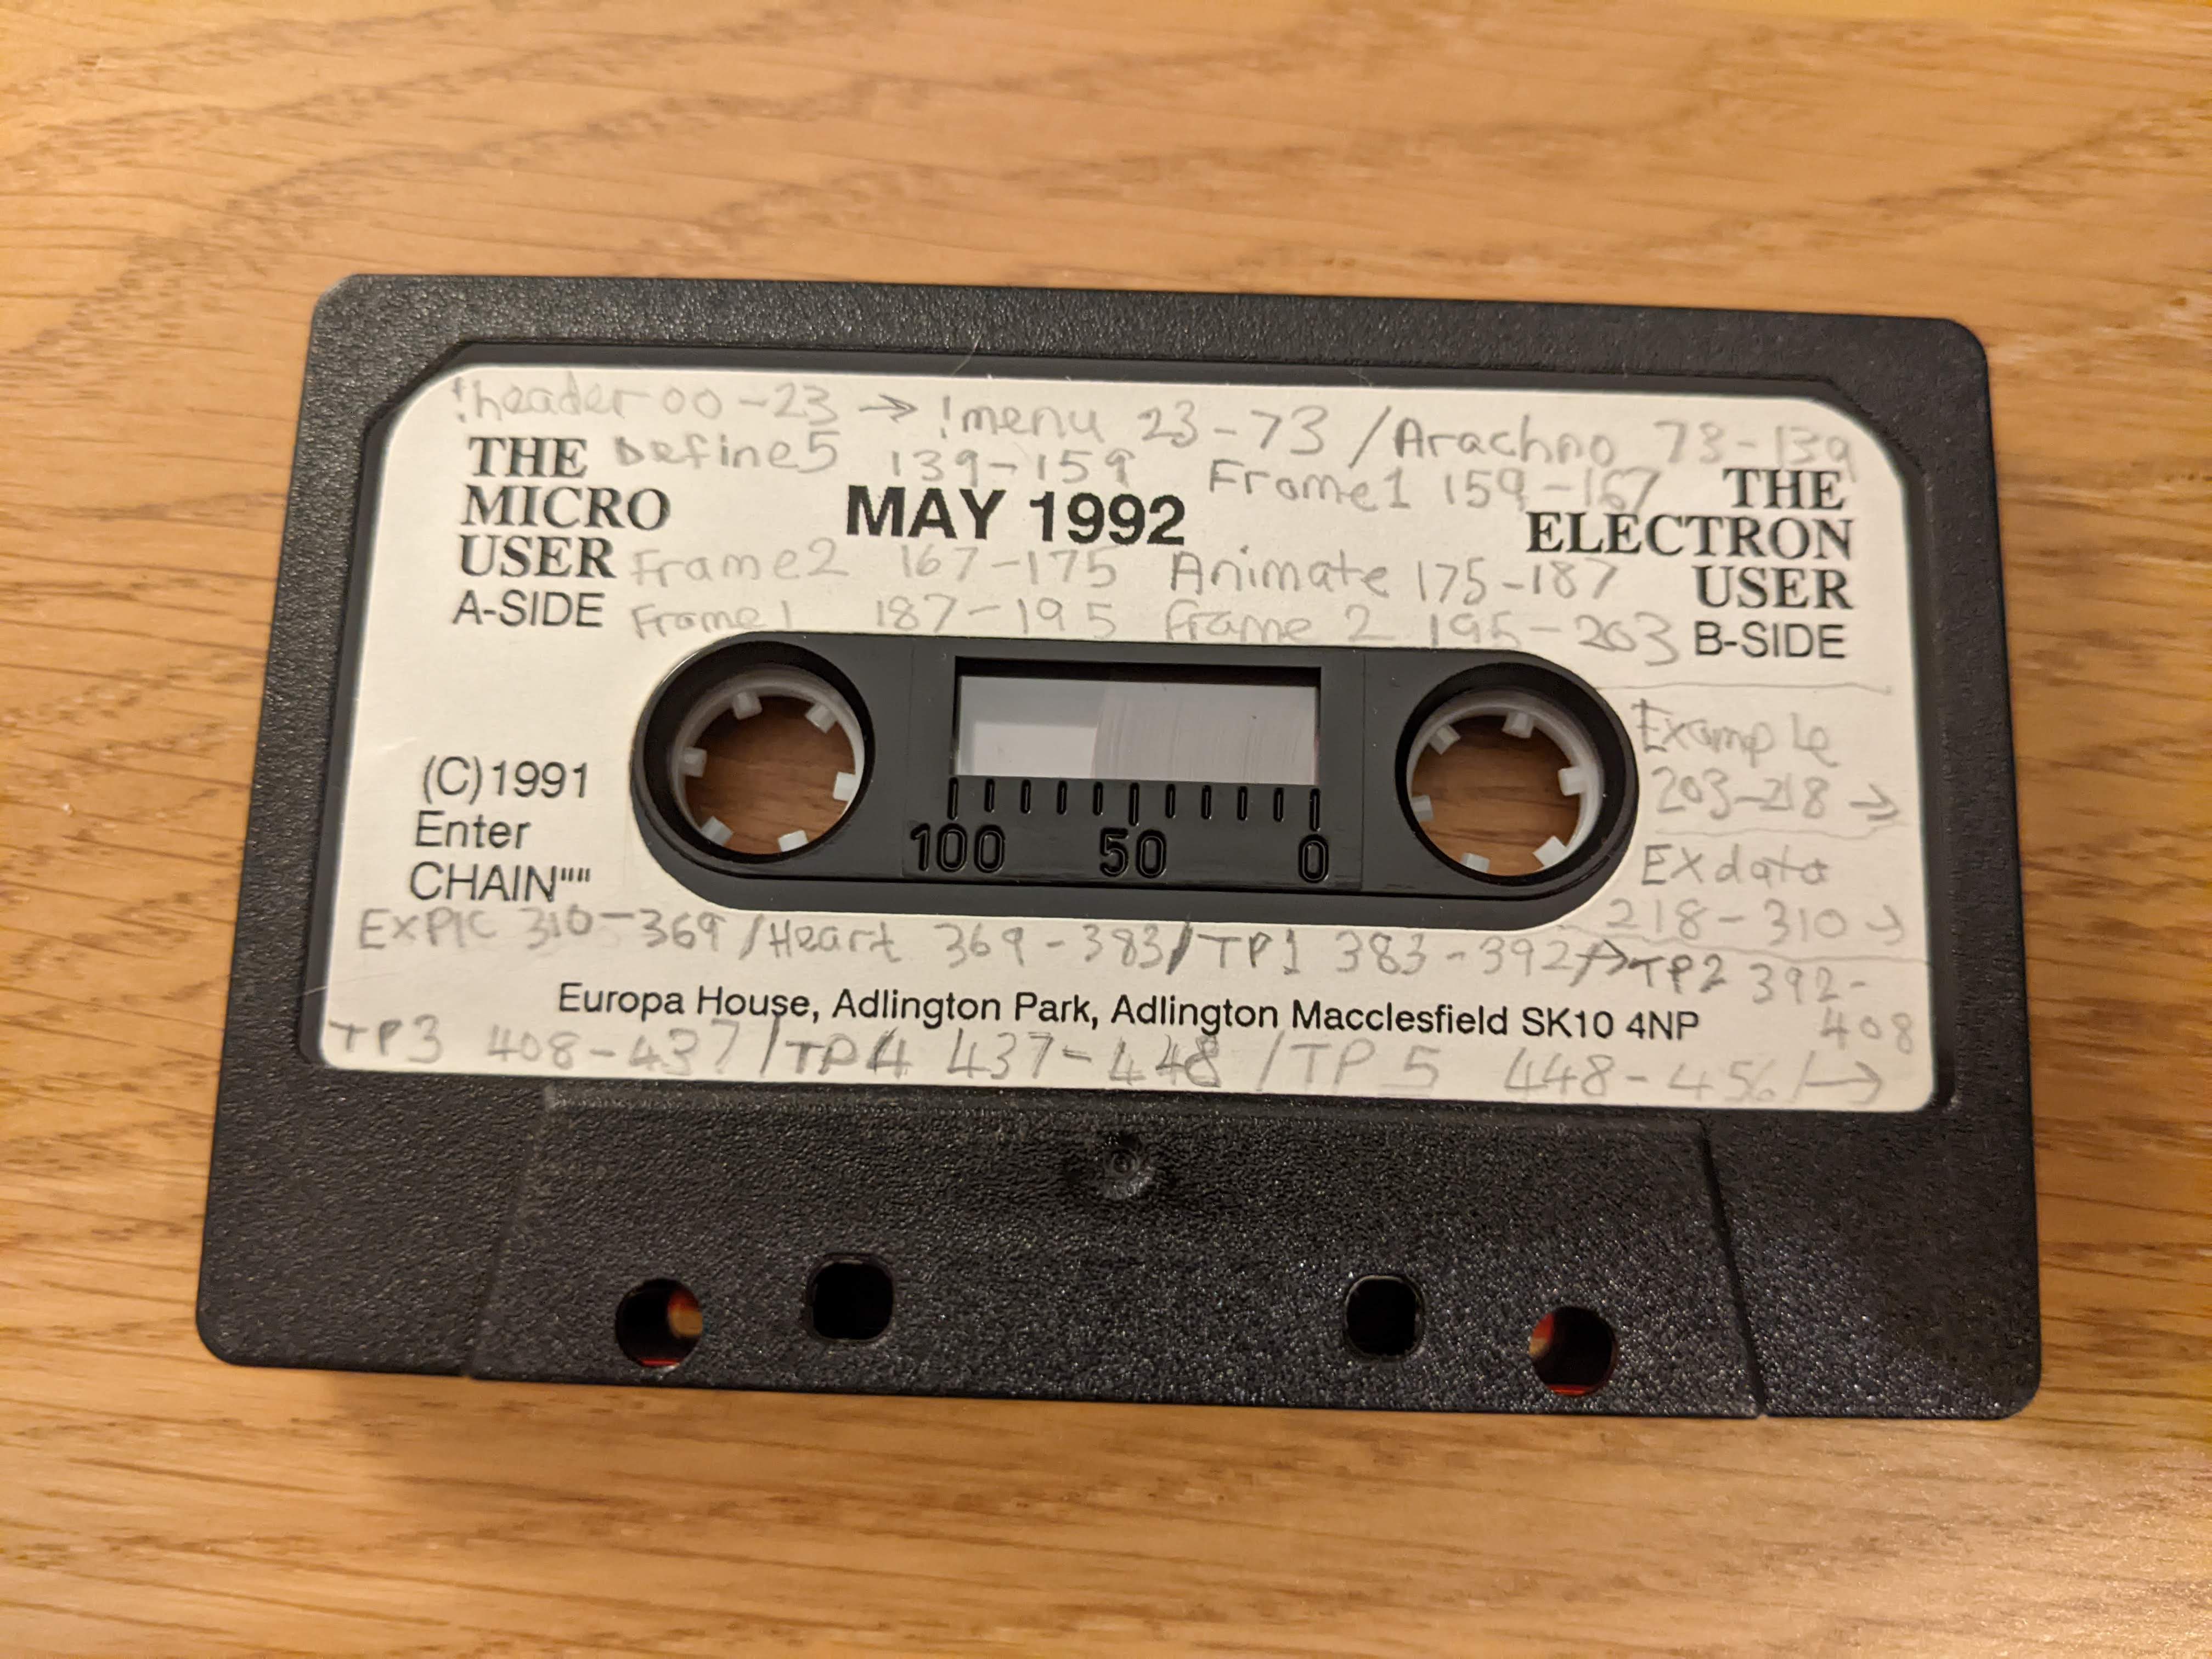 !header 00-23 → !menu 23-73 / Arachno 73-139
THE Define5 139-159 Frame1 159-167 THE
MICRO MAY 1992 ELECTRON
USER Frame2 167-175 Animate 175-187 USER
A-SIDE Frame1 187-195 Frame 2 195-203 B-SIDE
Example
203-218 →
(C)1991
Enter
CHAIN""
100 50 0
EXdata
218-310 →
ExPIC 310-369 / Heart 369-383 / TP1 383-392 / → TP2 392-
408
Europa House, Adlington Park, Adlington Macclesfield SK10 4NP
TP3 408-437 / TP4 437-448 / TP 5 448-456 / →